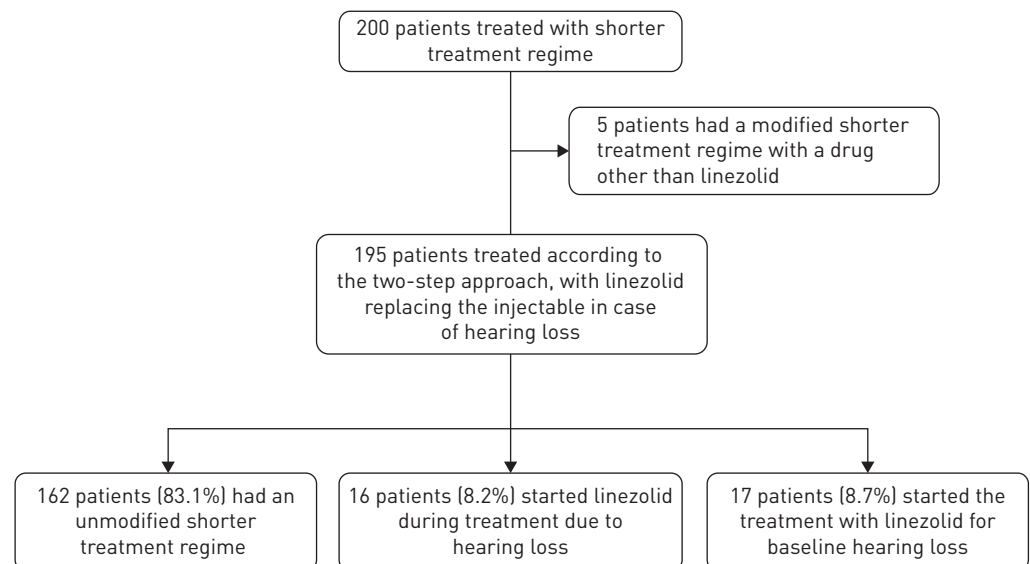 200 patients treated with shorter
treatment regime
5 patients had a modified shorter
treatment regime with a drug
other than linezolid
195 patients treated according to
the two-step approach, with linezolid
replacing the injectable in case
of hearing loss
162 patients (83.1%) had an
unmodified shorter
treatment regime
16 patients (8.2%) started linezolid
during treatment due to
hearing loss
17 patients (8.7%) started the
treatment with linezolid for
baseline hearing loss